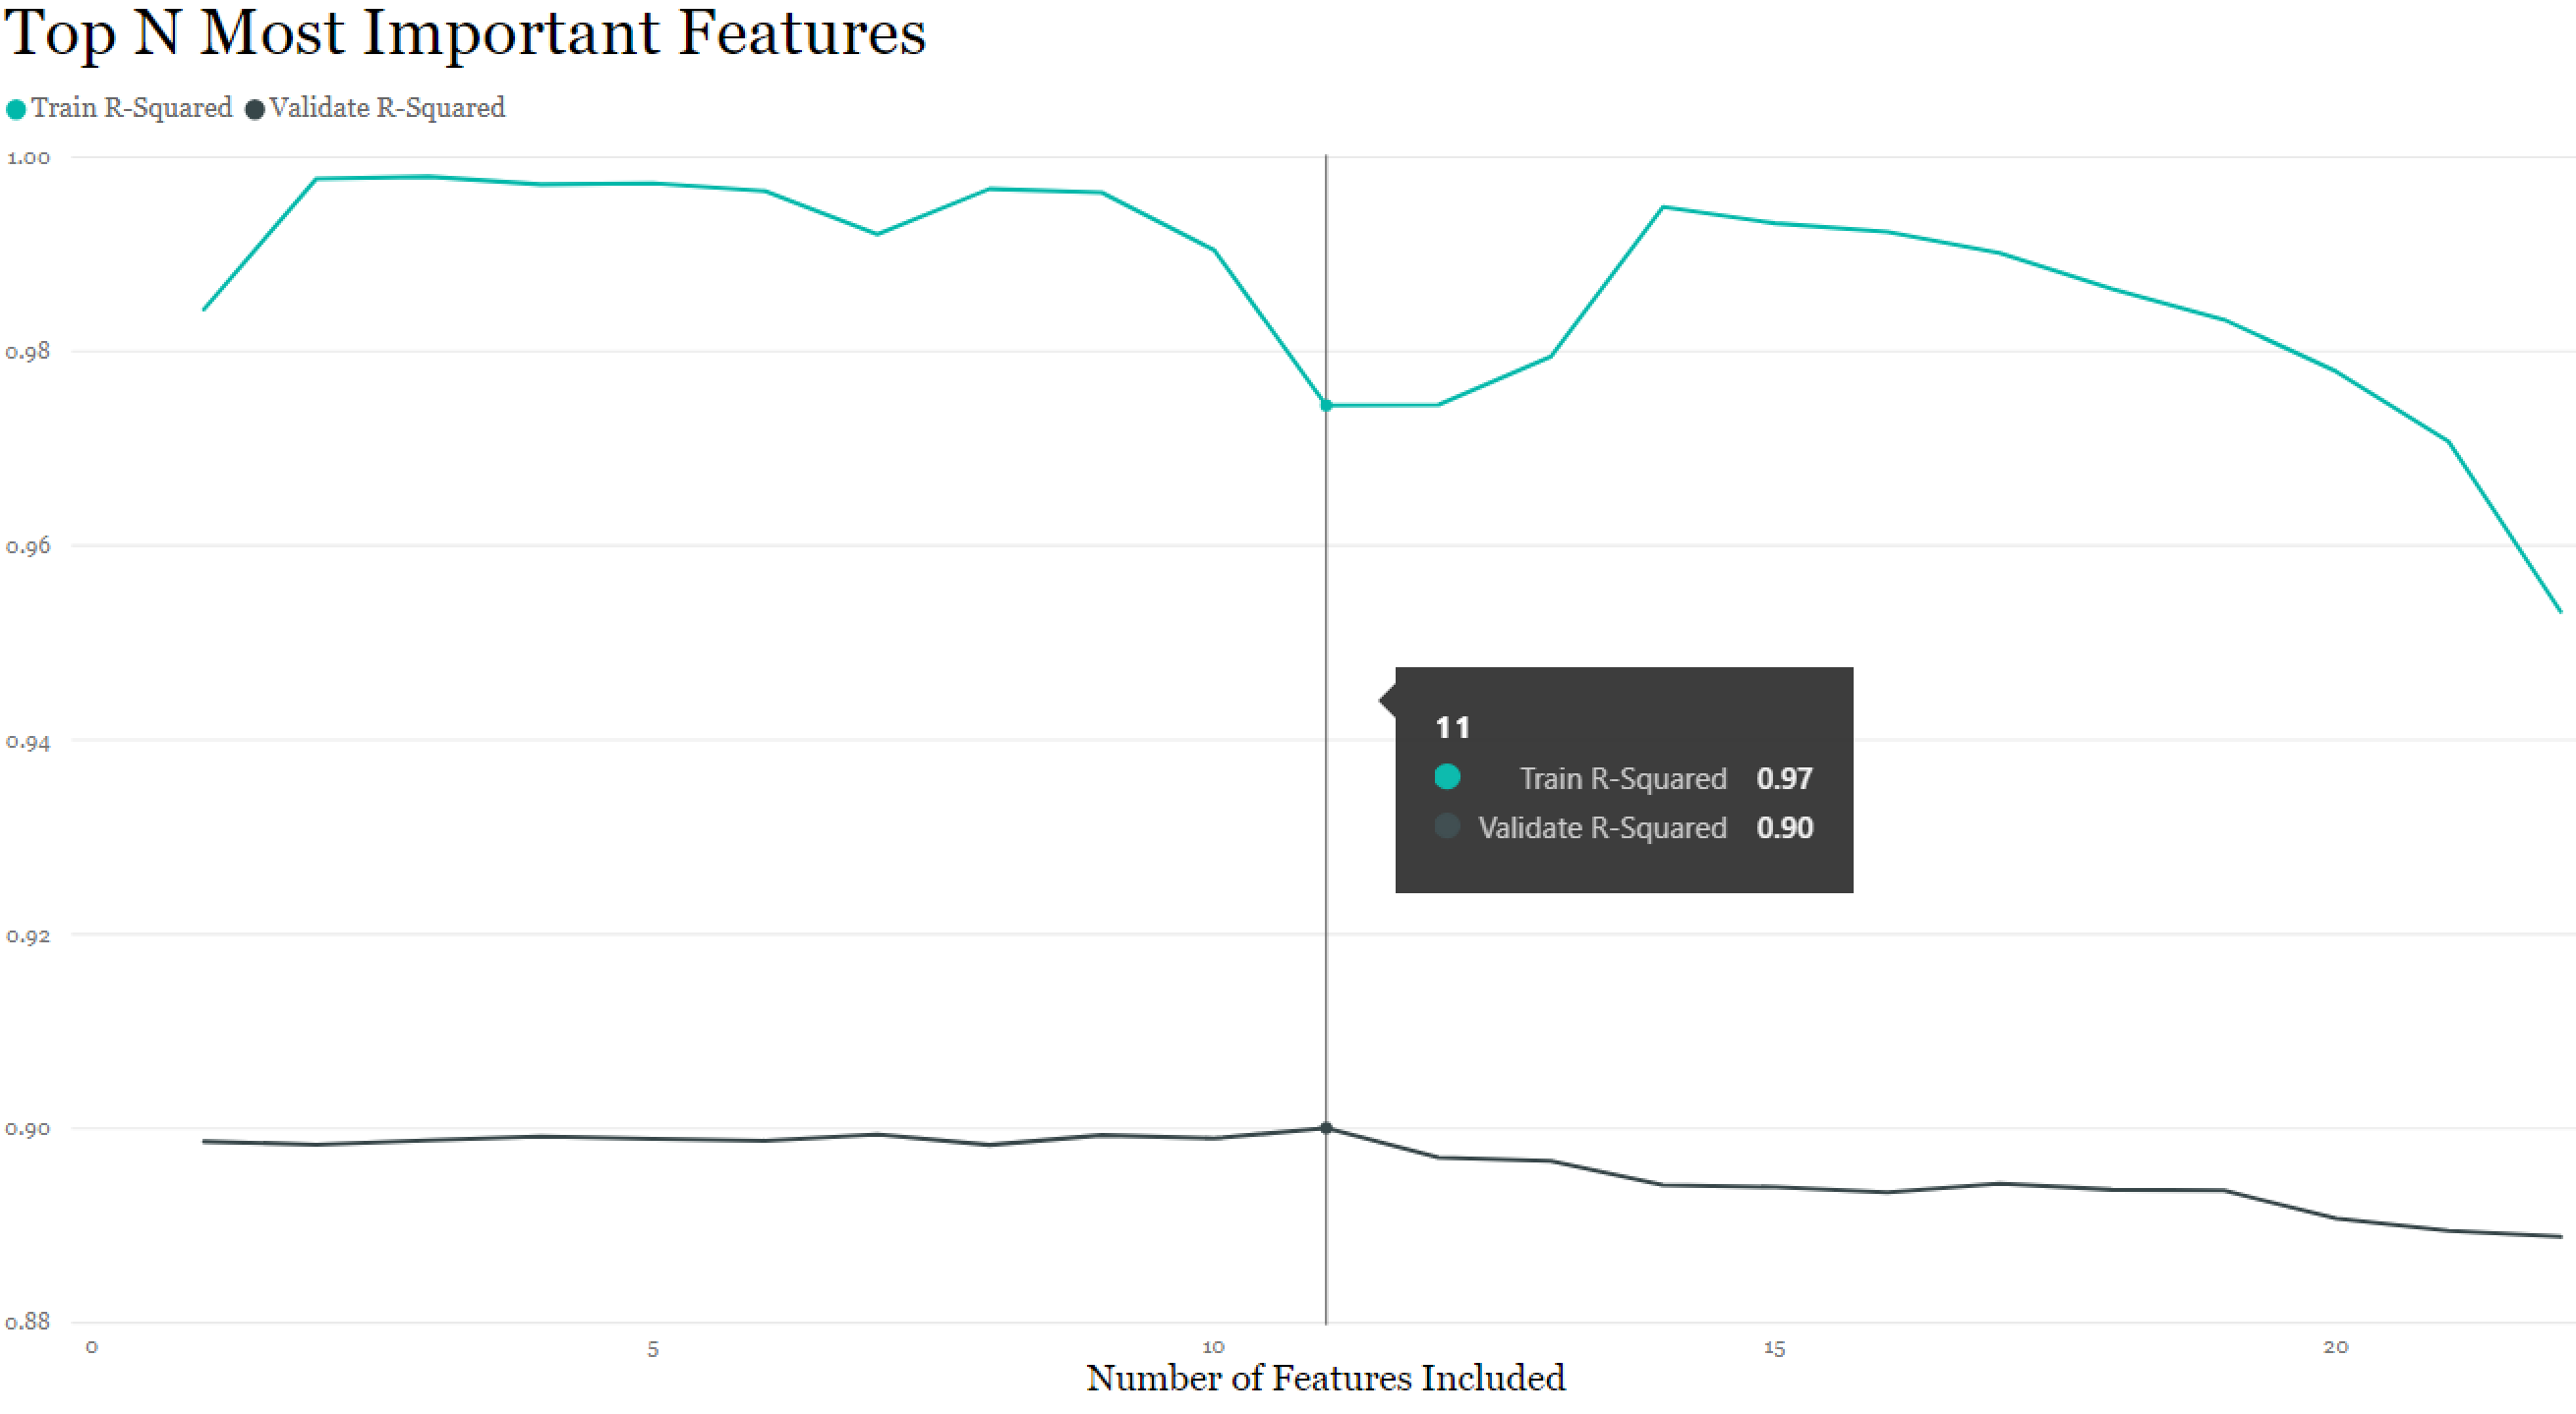 Top N Most Important Features
Train R-Squared Validate R-Squared
1.00
0.98
0.96
0.94
0.92
0.90
0.88
11
Train R-Squared 0.97
Validate R-Squared 0.90
0 5 10 15 20
Number of Features Included